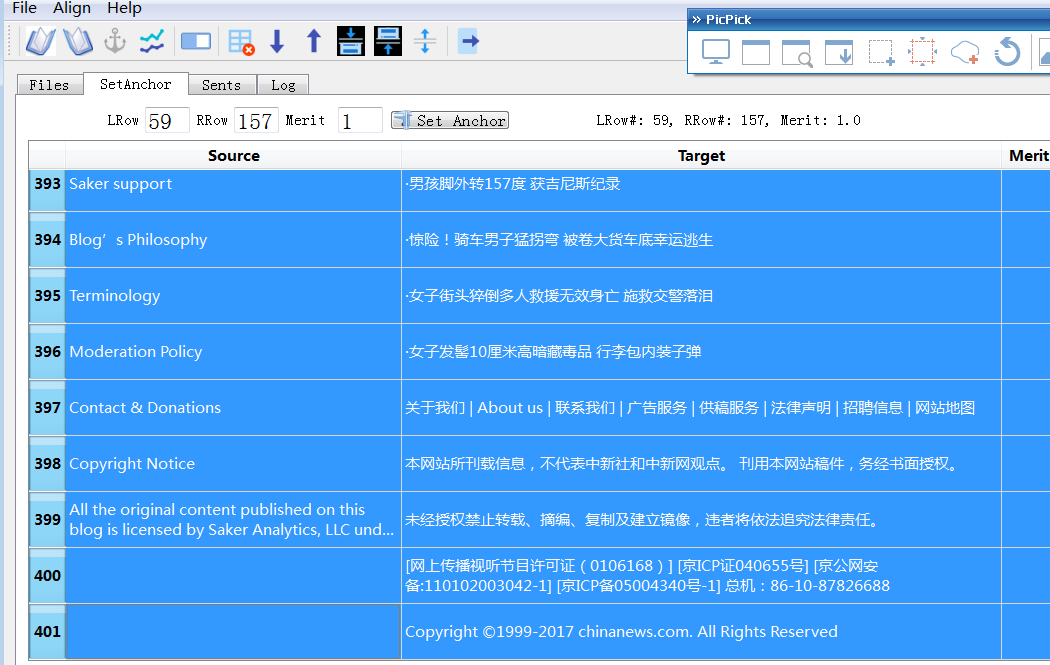 File Align Help
» PicPick
Files SetAnchor Sents Log
LRow 59 RRow 157 Merit 1 Set Anchor LRow#: 59, RRow#: 157, Merit: 1.0
Source Target Merit
393 Saker support ·男孩脚外转157度 获吉尼斯纪录
394 Blog’s Philosophy ·惊险！骑车男子猛拐弯 被卷大货车底幸运逃生
395 Terminology ·女子街头猝倒多人救援无效身亡 施救交警落泪
396 Moderation Policy ·女子发髻10厘米高暗藏毒品 行李包内装子弹
397 Contact & Donations 关于我们 | About us | 联系我们 | 广告服务 | 供稿服务 | 法律声明 | 招聘信息 | 网站地图
398 Copyright Notice 本网站所刊载信息，不代表中新社和中新网观点。 刊用本网站稿件，务经书面授权。
399 All the original content published on this
blog is licensed by Saker Analytics, LLC und... 未经授权禁止转载、摘编、复制及建立镜像，违者将依法追究法律责任。
400 [网上传播视听节目许可证（0106168）] [京ICP证040655号] [京公网安
备:110102003042-1] [京ICP备05004340号-1] 总机：86-10-87826688
401 Copyright ©1999-2017 chinanews.com. All Rights Reserved